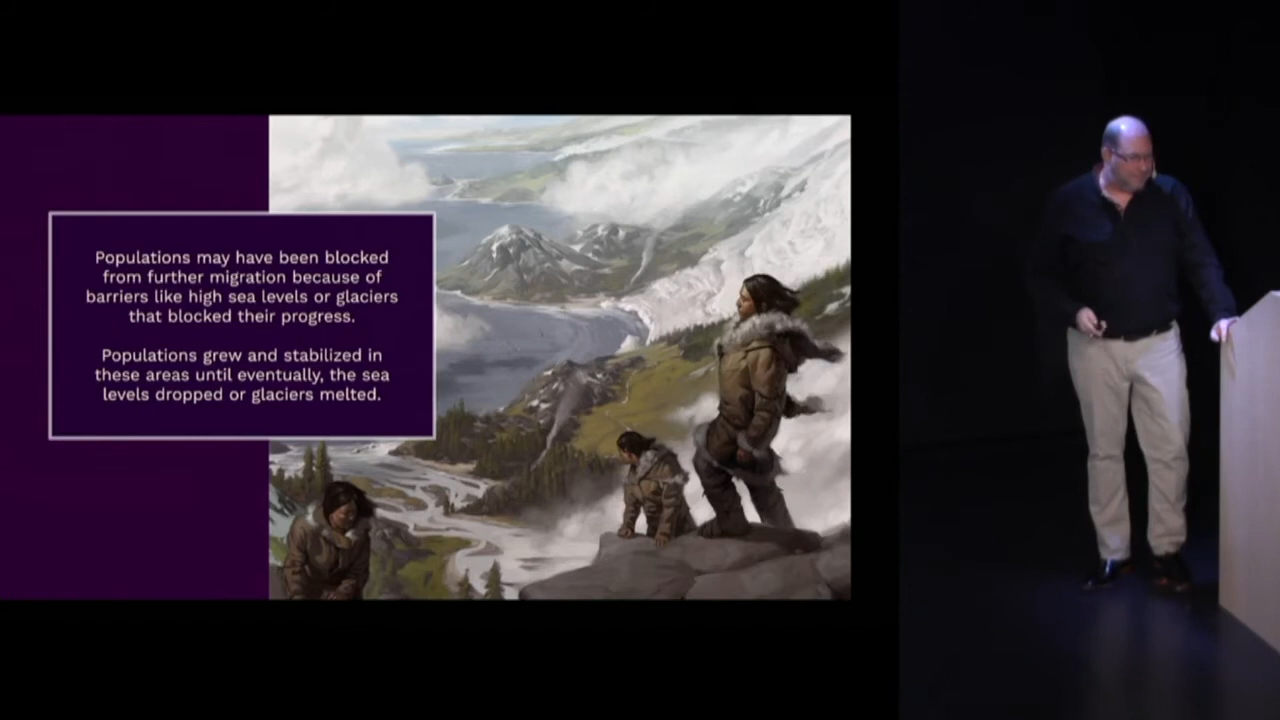 Populations may have been blocked
from further migration because of
barriers like high sea levels or glaciers
that blocked their progress.
Populations grew and stabilized in
these areas until eventually, the sea
levels dropped or glaciers melted.